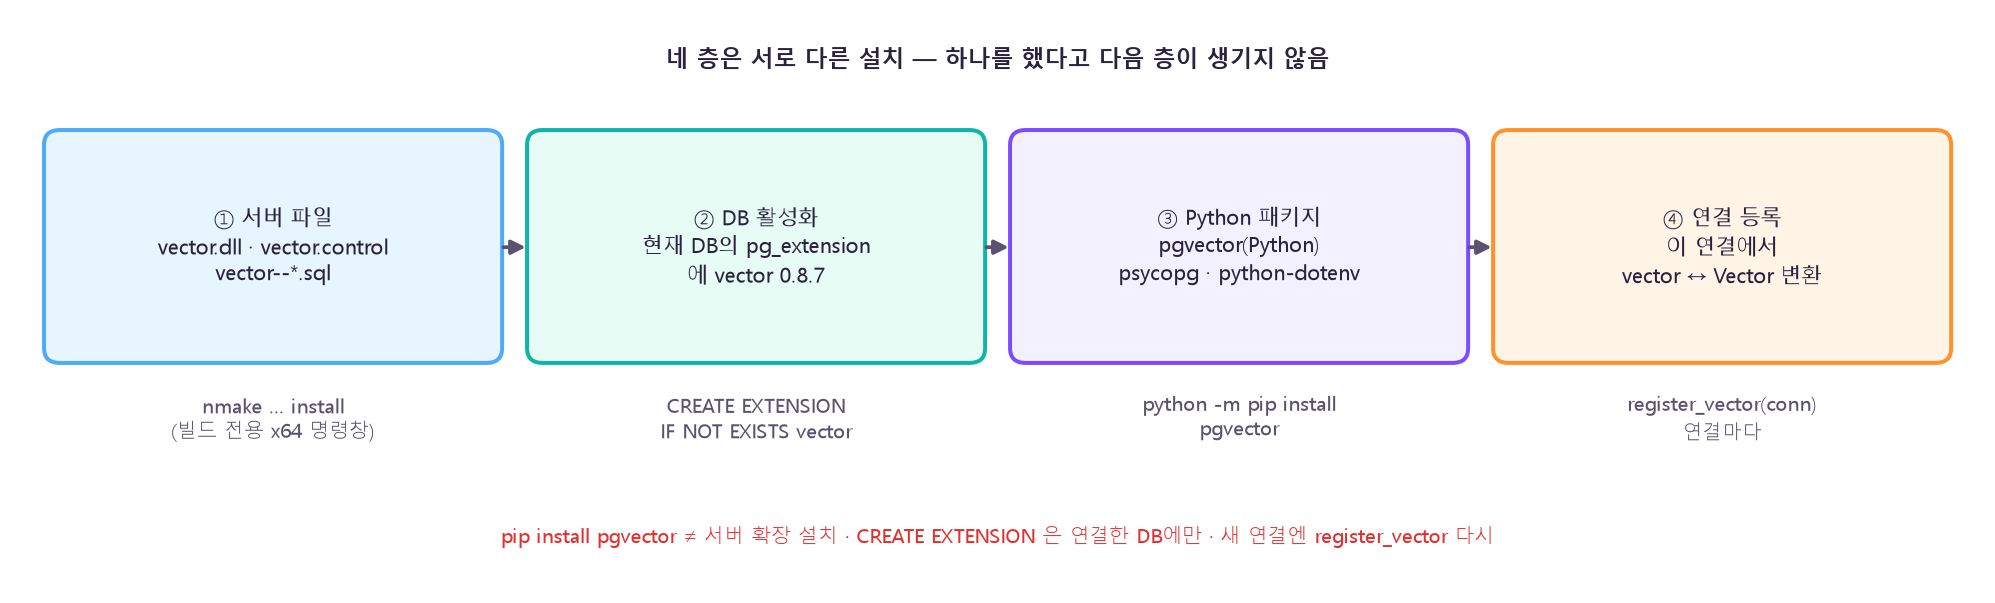 네 층은 서로 다른 설치 — 하나를 했다고 다음 층이 생기지 않음
① 서버 파일
vector.dll · vector.control
vector--*.sql
② DB 활성화
현재 DB의 pg_extension
에 vector 0.8.7
③ Python 패키지
pgvector(Python)
psycopg · python-dotenv
④ 연결 등록
이 연결에서
vector ↔ Vector 변환
nmake ... install
(빌드 전용 x64 명령창)
CREATE EXTENSION
IF NOT EXISTS vector
python -m pip install
pgvector
register_vector(conn)
연결마다
pip install pgvector ≠ 서버 확장 설치 · CREATE EXTENSION 은 연결한 DB에만 · 새 연결엔 register_vector 다시